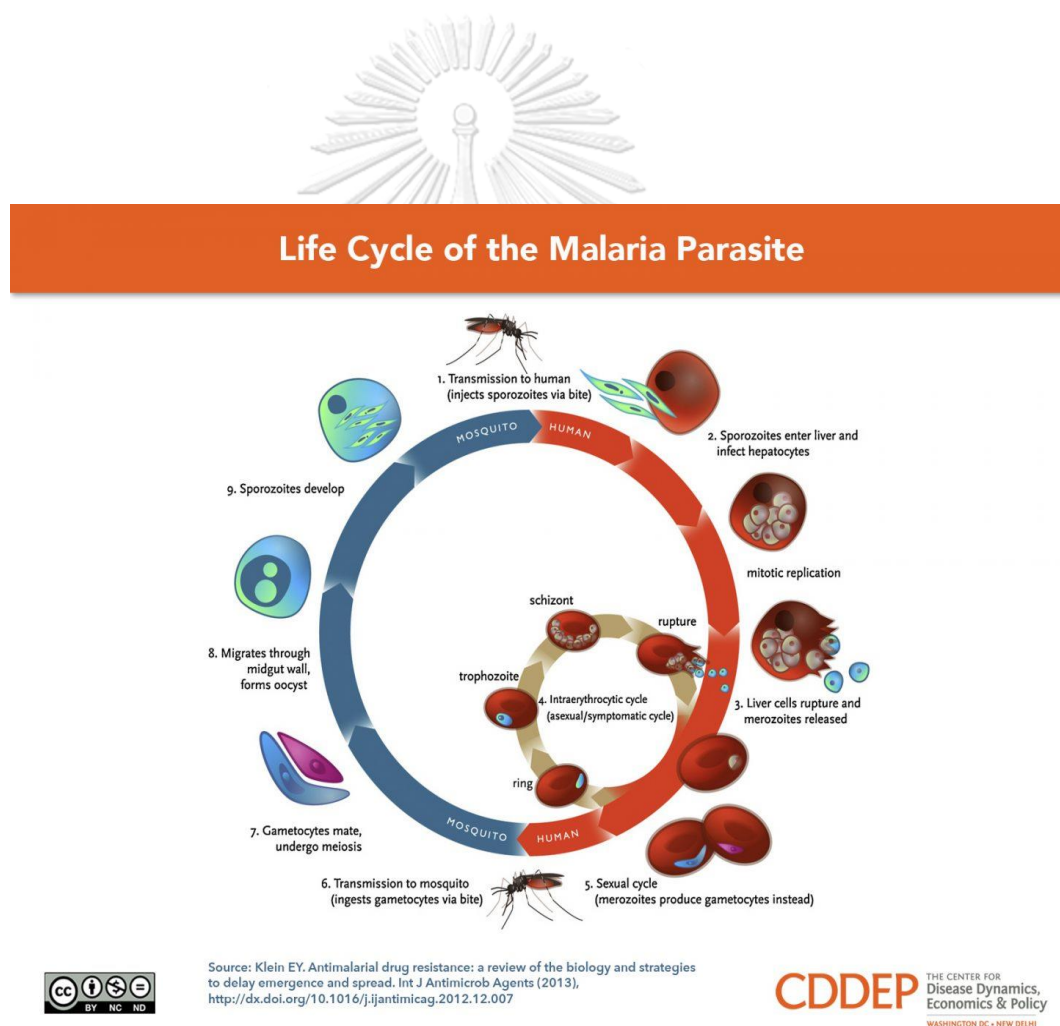 Life Cycle of the Malaria Parasite
1. Transmission to human
(injects sporozoites via bite)
MOSQUITO
HUMAN
2. Sporozoites enter liver and
infect hepatocytes
mitotic replication
3. Liver cells rupture and
merozoites released
schizont
rupture
trophozoite
4. Intraerythrocytic cycle
(asexual/symptomatic cycle)
ring
9. Sporozoites develop
8. Migrates through
midgut wall,
forms oocyst
7. Gametocytes mate,
undergo meiosis
MOSQUITO
HUMAN
6. Transmission to mosquito
(ingests gametocytes via bite)
5. Sexual cycle
(merozoites produce gametocytes instead)
Source: Klein EY. Antimalarial drug resistance: a review of the biology and strategies
to delay emergence and spread. Int J Antimicrob Agents (2013),
http://dx.doi.org/10.1016/j.ijantimicag.2012.12.007
cc
BY NC ND
CDDEP
THE CENTER FOR
Disease Dynamics,
Economics & Policy
WASHINGTON DC • NEW DELHI